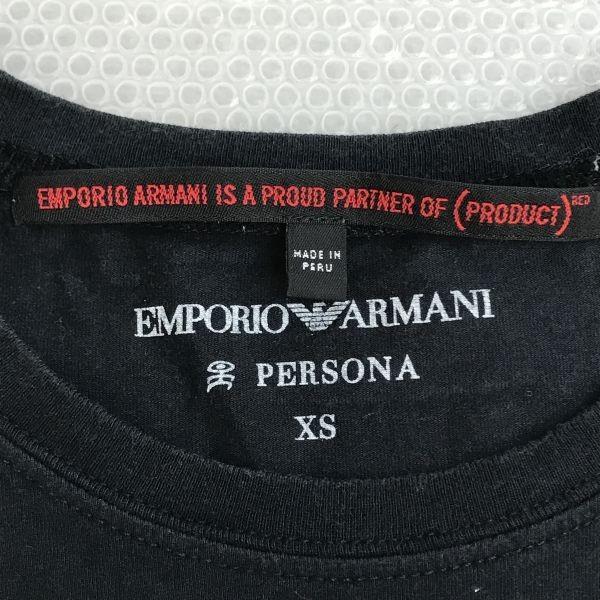 EMPORIO ARMANI IS A PROUD PARTNER OF (PRODUCT)RED
MADE IN
PERU
EMPORIO ARMANI
PERSONA
XS